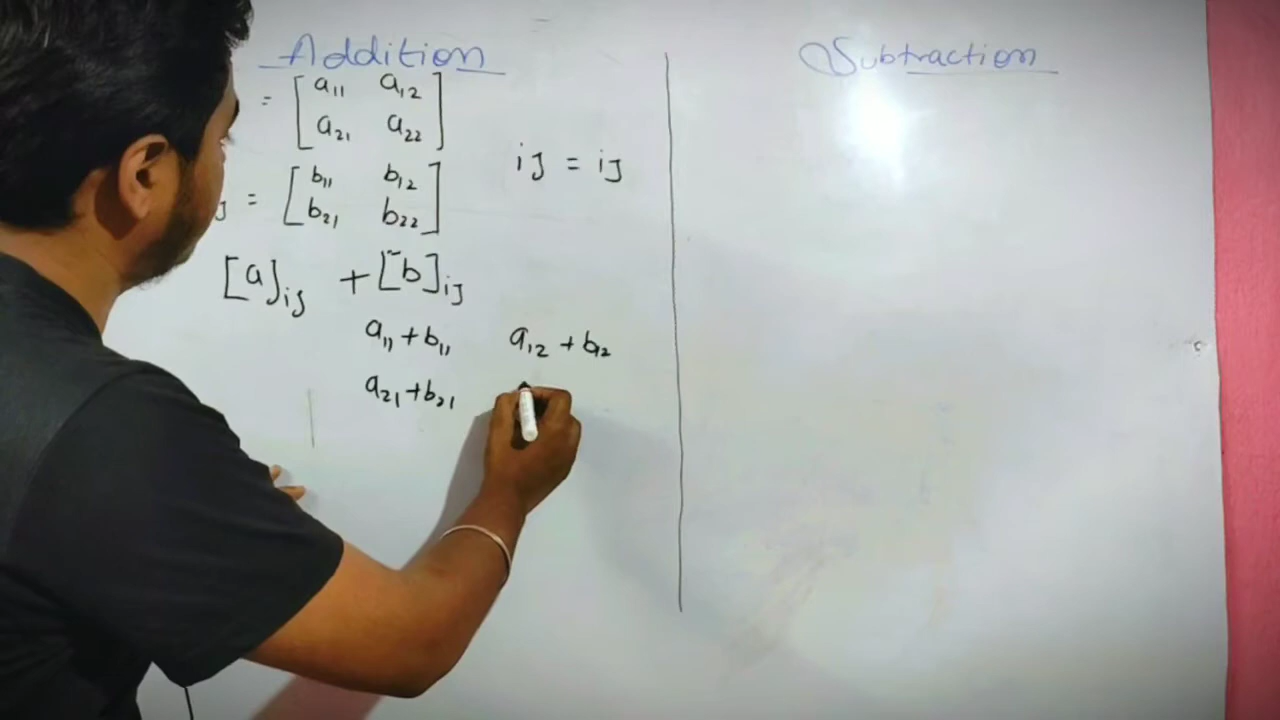 Addition
= [ a11 a12
a21 a22 ]
ij = ij
J = [ b11 b12
b21 b22 ]
[a]ij + [b]ij
a11 + b11 a12 + b12
a21 + b21
Subtraction